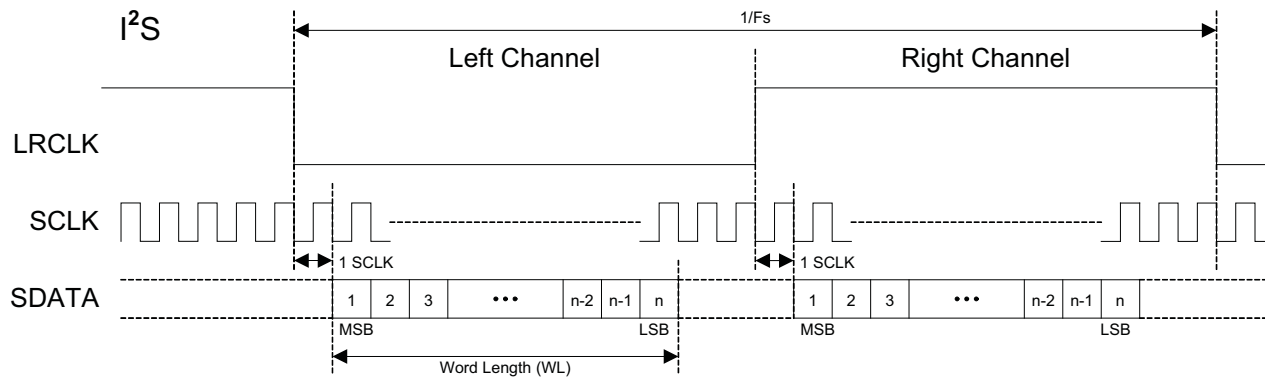 I²S
1/Fs
Left Channel
Right Channel
LRCLK
SCLK
1 SCLK
1 SCLK
SDATA
1 2 3 ••• n-2 n-1 n
1 2 3 ••• n-2 n-1 n
MSB LSB
MSB LSB
Word Length (WL)